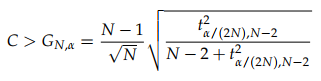 C > G_{N,α} = \frac{N − 1}{\sqrt{N}} \sqrt{\frac{t^2_{α/(2N),N−2}}{N − 2 + t^2_{α/(2N),N−2}}}